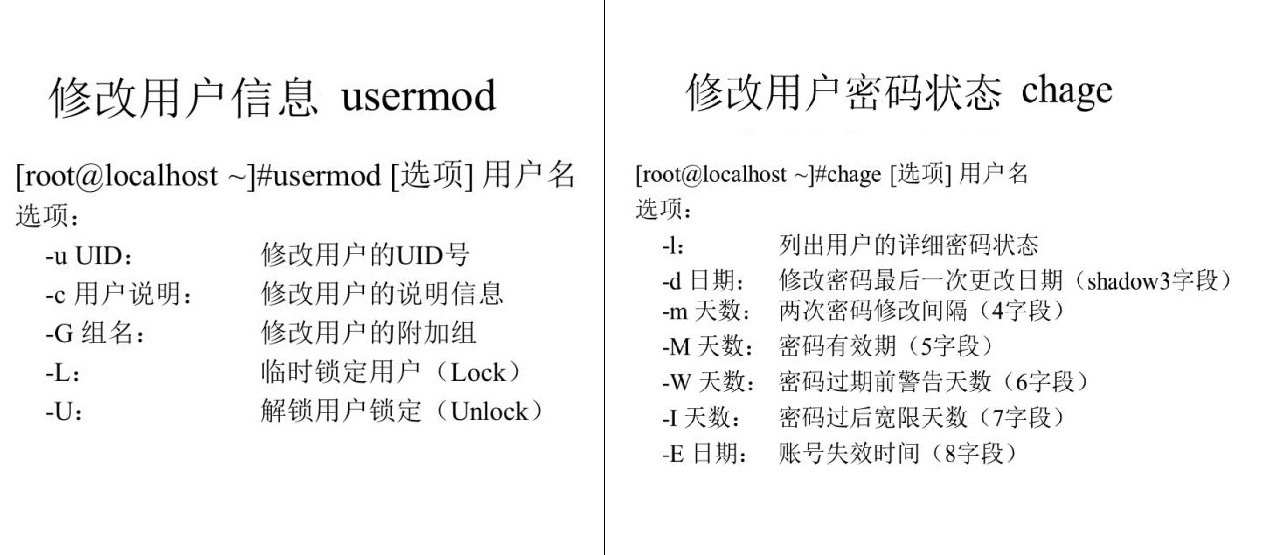 修改用户信息 usermod
[root@localhost ~]#usermod [选项] 用户名
选项：
-u UID： 修改用户的UID号
-c 用户说明： 修改用户的说明信息
-G 组名： 修改用户的附加组
-L： 临时锁定用户（Lock）
-U： 解锁用户锁定（Unlock）
修改用户密码状态 chage
[root@localhost ~]#chage [选项] 用户名
选项：
-l： 列出用户的详细密码状态
-d 日期： 修改密码最后一次更改日期（shadow3字段）
-m 天数： 两次密码修改间隔（4字段）
-M 天数： 密码有效期（5字段）
-W 天数： 密码过期前警告天数（6字段）
-I 天数： 密码过后宽限天数（7字段）
-E 日期： 账号失效时间（8字段）